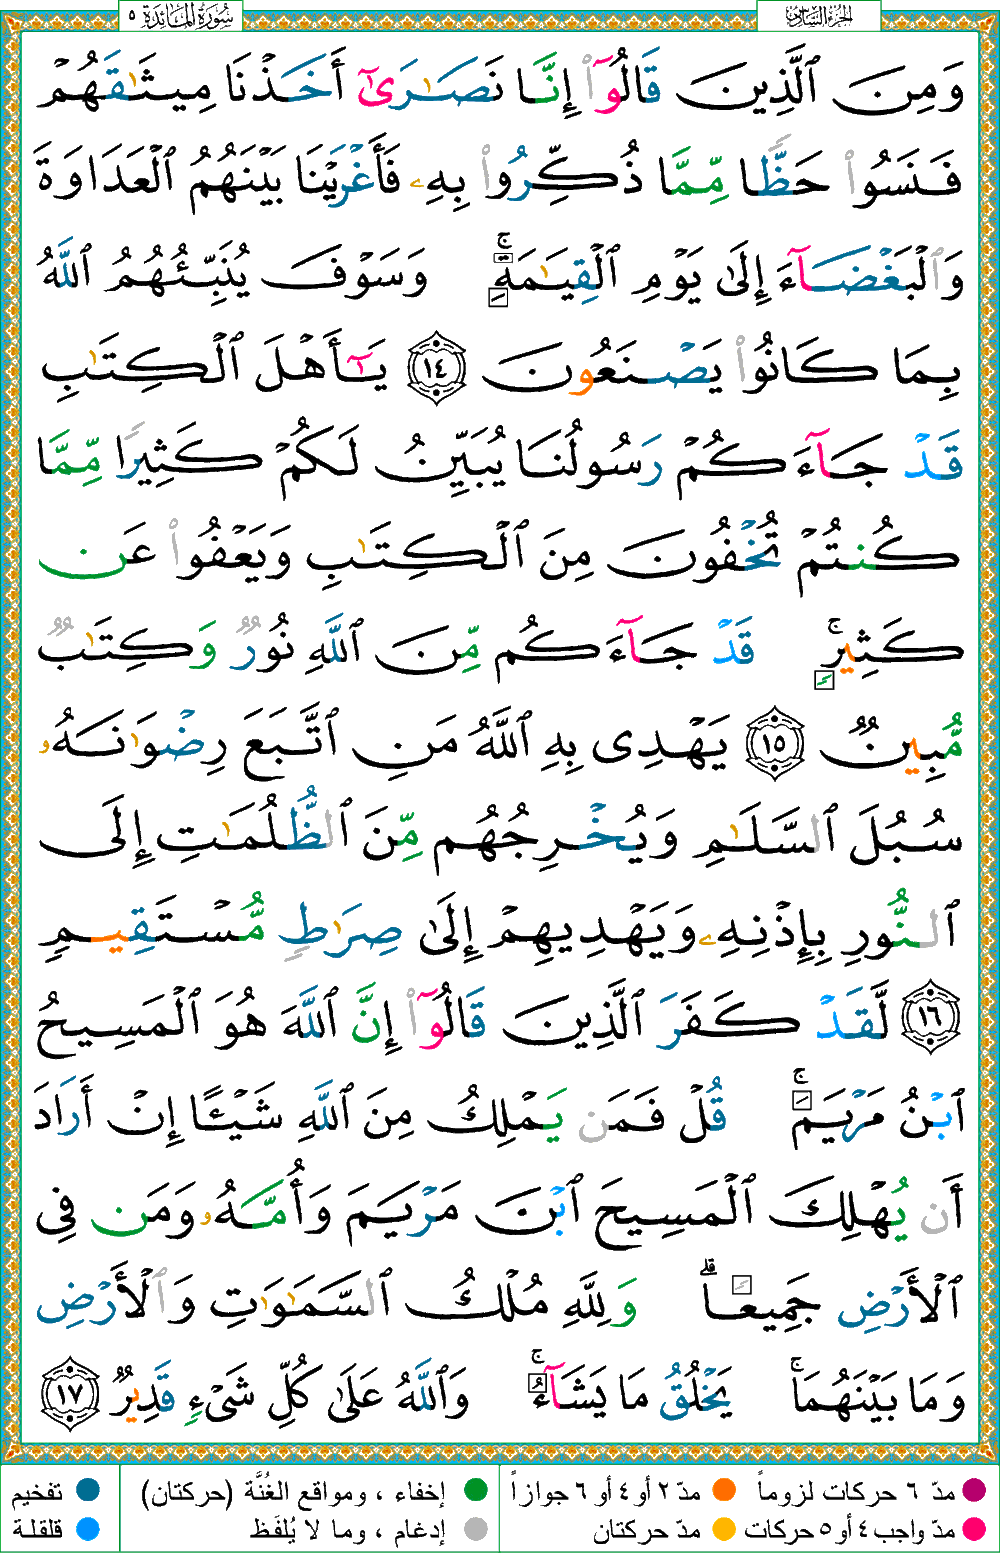 الجزء السادس
سُورَةُ المَائدة ٥
وَمِنَ ٱلَّذِينَ قَالُوٓا۟ إِنَّا نَصَـٰرَىٰٓ أَخَذْنَا مِيثَـٰقَهُمْ
فَنَسُوا۟ حَظًّا مِّمَّا ذُكِّرُوا۟ بِهِۦ فَأَغْرَيْنَا بَيْنَهُمُ ٱلْعَدَاوَةَ
وَٱلْبَغْضَآءَ إِلَىٰ يَوْمِ ٱلْقِيَـٰمَةِ ۚ وَسَوْفَ يُنَبِّئُهُمُ ٱللَّهُ
بِمَا كَانُوا۟ يَصْنَعُونَ ١٤ يَـٰٓأَهْلَ ٱلْكِتَـٰبِ
قَدْ جَآءَكُمْ رَسُولُنَا يُبَيِّنُ لَكُمْ كَثِيرًا مِّمَّا
كُنتُمْ تُخْفُونَ مِنَ ٱلْكِتَـٰبِ وَيَعْفُوا۟ عَن
كَثِيرٍ ۚ قَدْ جَآءَكُم مِّنَ ٱللَّهِ نُورٌ وَكِتَـٰبٌ
مُّبِينٌ ١٥ يَهْدِى بِهِ ٱللَّهُ مَنِ ٱتَّبَعَ رِضْوَٰنَهُۥ
سُبُلَ ٱلسَّلَـٰمِ وَيُخْرِجُهُم مِّنَ ٱلظُّلُمَـٰتِ إِلَى
ٱلنُّورِ بِإِذْنِهِۦ وَيَهْدِيهِمْ إِلَىٰ صِرَٰطٍ مُّسْتَقِيمٍ
١٦ لَّقَدْ كَفَرَ ٱلَّذِينَ قَالُوٓا۟ إِنَّ ٱللَّهَ هُوَ ٱلْمَسِيحُ
ٱبْنُ مَرْيَمَ ۚ قُلْ فَمَن يَمْلِكُ مِنَ ٱللَّهِ شَيْـًٔا إِنْ أَرَادَ
أَن يُهْلِكَ ٱلْمَسِيحَ ٱبْنَ مَرْيَمَ وَأُمَّهُۥ وَمَن فِى
ٱلْأَرْضِ جَمِيعًا ۗ وَلِلَّهِ مُلْكُ ٱلسَّمَـٰوَٰتِ وَٱلْأَرْضِ
وَمَا بَيْنَهُمَا ۚ يَخْلُقُ مَا يَشَآءُ ۚ وَٱللَّهُ عَلَىٰ كُلِّ شَىْءٍ قَدِيرٌ ١٧
مدّ ٦ حركات لزوماً مدّ ٢ أو ٤ أو ٦ جوازاً إخفاء ، ومواقع الغُنَّة (حركتان) تفخيم
مدّ واجب ٤ أو ٥ حركات مدّ حركتان إدغام ، وما لا يُلفَظ قلقلة